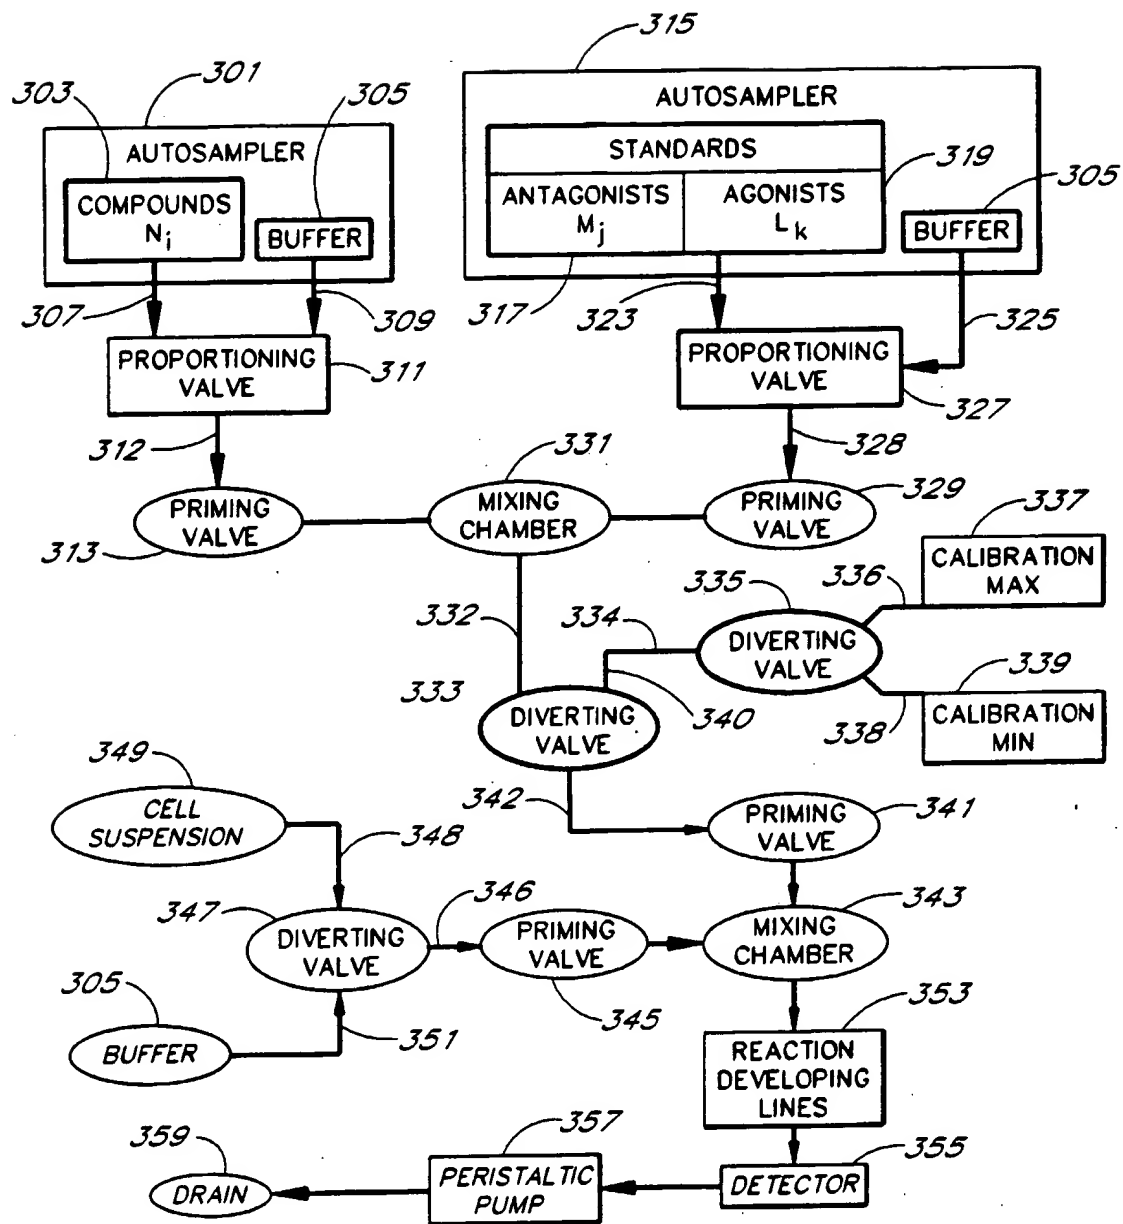 315
301
303
305
AUTOSAMPLER
AUTOSAMPLER
STANDARDS
319
305
COMPOUNDS
N_i
BUFFER
ANTAGONISTS
M_j
AGONISTS
L_k
BUFFER
307
309
317
323
325
PROPORTIONING
VALVE
311
PROPORTIONING
VALVE
327
312
331
328
PRIMING
VALVE
313
MIXING
CHAMBER
PRIMING
VALVE
329
337
336
CALIBRATION
MAX
335
332
334
DIVERTING
VALVE
333
340
339
338
CALIBRATION
MIN
DIVERTING
VALVE
349
CELL
SUSPENSION
342
PRIMING
VALVE
341
348
347
346
343
DIVERTING
VALVE
PRIMING
VALVE
MIXING
CHAMBER
305
345
353
BUFFER
351
REACTION
DEVELOPING
LINES
359
357
355
DRAIN
PERISTALTIC
PUMP
DETECTOR